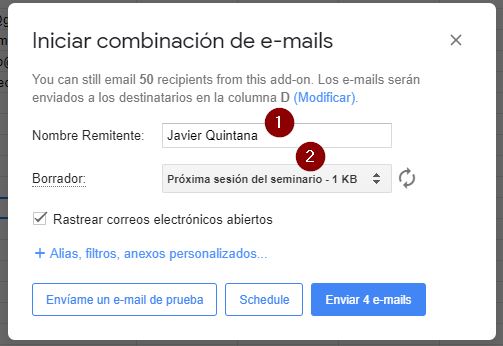 Iniciar combinación de e-mails
You can still email 50 recipients from this add-on. Los e-mails serán
enviados a los destinatarios en la columna D (Modificar).
1
Nombre Remitente: Javier Quintana
2
Borrador: Próxima sesión del seminario - 1 KB
Rastrear correos electrónicos abiertos
+ Alias, filtros, anexos personalizados...
Envíame un e-mail de prueba Schedule Enviar 4 e-mails